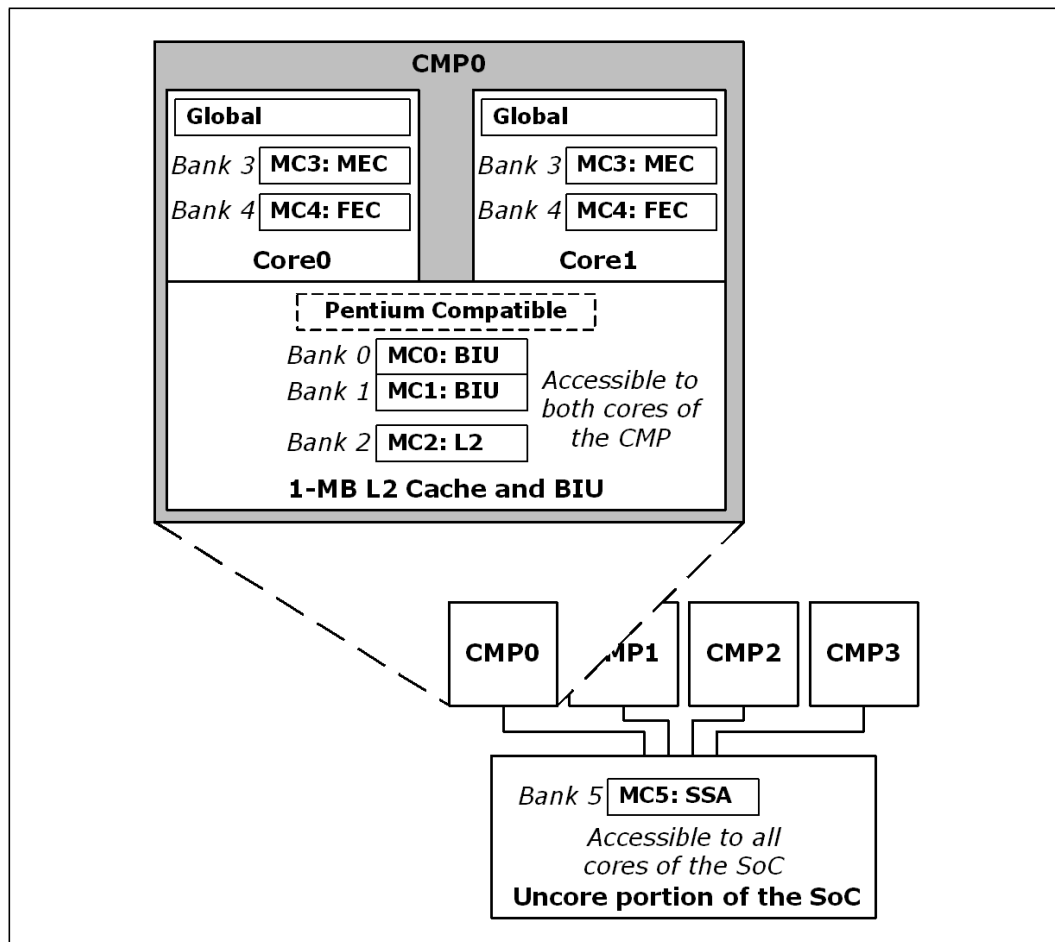 CMP0
Global
Bank 3 MC3: MEC
Bank 4 MC4: FEC
Core0
Global
Bank 3 MC3: MEC
Bank 4 MC4: FEC
Core1
Pentium Compatible
Bank 0 MC0: BIU
Bank 1 MC1: BIU
Bank 2 MC2: L2
Accessible to
both cores of
the CMP
1-MB L2 Cache and BIU
CMP0
MP1
CMP2
CMP3
Bank 5 MC5: SSA
Accessible to all
cores of the SoC
Uncore portion of the SoC